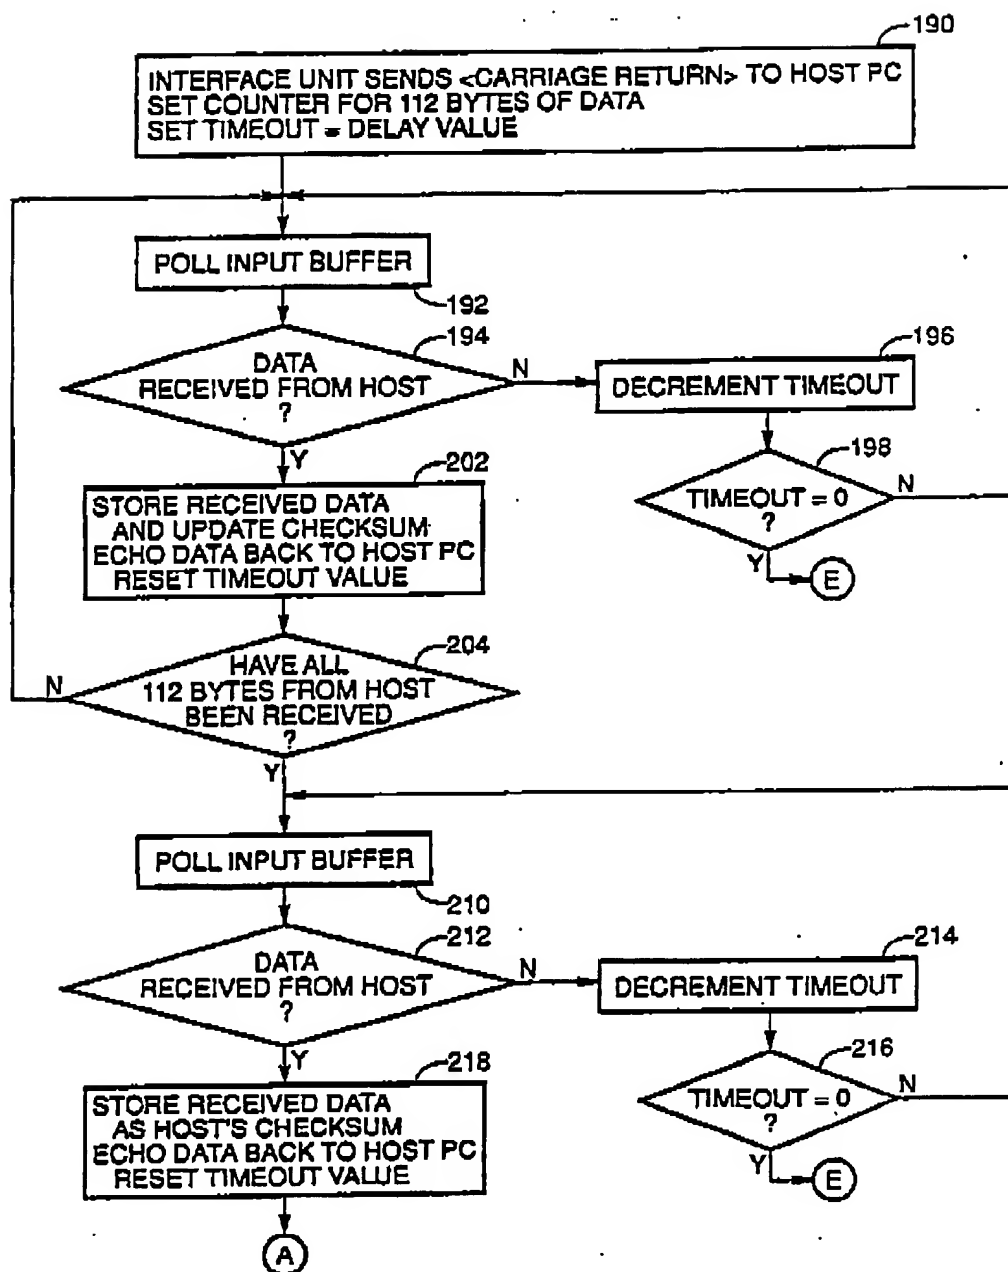 190
INTERFACE UNIT SENDS <CARRIAGE RETURN> TO HOST PC
SET COUNTER FOR 112 BYTES OF DATA
SET TIMEOUT = DELAY VALUE
POLL INPUT BUFFER
192
194
DATA
RECEIVED FROM HOST
?
N
Y
196
DECREMENT TIMEOUT
198
TIMEOUT = 0
?
N
Y
E
202
STORE RECEIVED DATA
AND UPDATE CHECKSUM
ECHO DATA BACK TO HOST PC
RESET TIMEOUT VALUE
204
HAVE ALL
112 BYTES FROM HOST
BEEN RECEIVED
?
N
Y
POLL INPUT BUFFER
210
212
DATA
RECEIVED FROM HOST
?
N
Y
214
DECREMENT TIMEOUT
216
TIMEOUT = 0
?
N
Y
E
218
STORE RECEIVED DATA
AS HOST'S CHECKSUM
ECHO DATA BACK TO HOST PC
RESET TIMEOUT VALUE
A